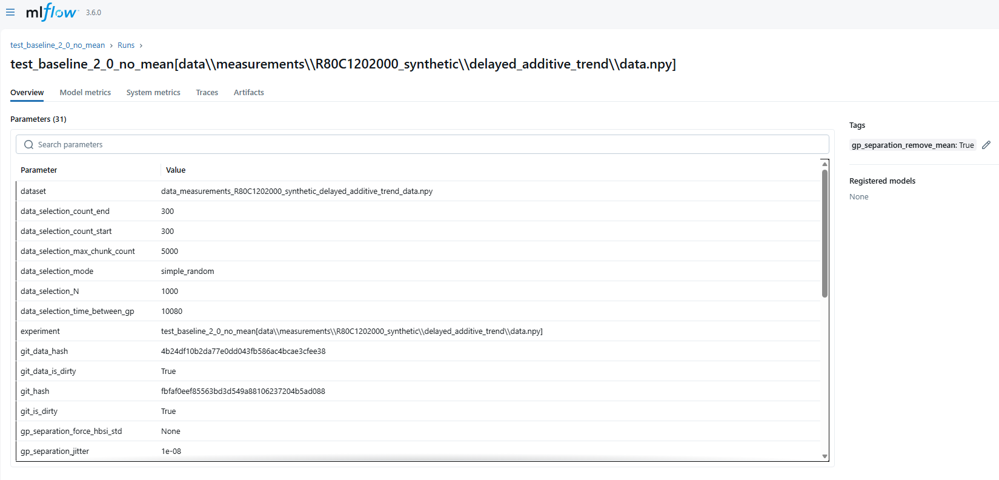 mlflow 3.6.0
test_baseline_2_0_no_mean › Runs ›
test_baseline_2_0_no_mean[data\\measurements\\R80C1202000_synthetic\\delayed_additive_trend\\data.npy]
Overview Model metrics System metrics Traces Artifacts
Parameters (31)
Search parameters
Parameter Value
dataset data_measurements_R80C1202000_synthetic_delayed_additive_trend_data.npy
data_selection_count_end 300
data_selection_count_start 300
data_selection_max_chunk_count 5000
data_selection_mode simple_random
data_selection_N 1000
data_selection_time_between_gp 10080
experiment test_baseline_2_0_no_mean[data\\measurements\\R80C1202000_synthetic\\delayed_additive_trend\\data.npy]
git_data_hash 4b24df10b2da77e0dd043fb586ac4bcae3cfee38
git_data_is_dirty True
git_hash fbfaf0eef85563bd3d549a88106237204b5ad088
git_is_dirty True
gp_separation_force_hbsi_std None
gp_separation_jitter 1e-08
Tags
gp_separation_remove_mean: True
Registered models
None